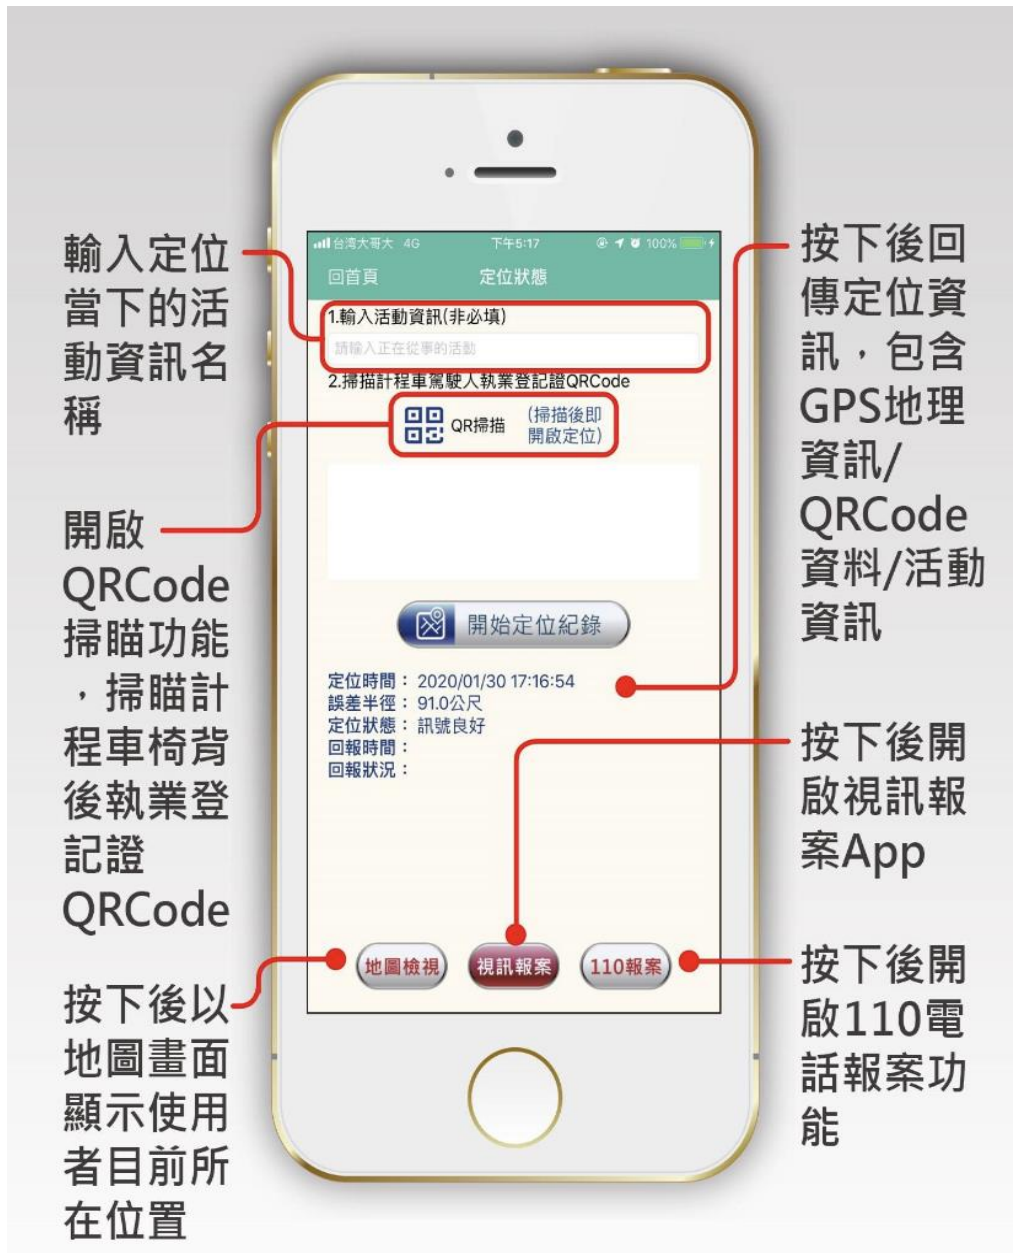 輸入定位
當下的活
動資訊名
稱
開啟
QRCode
掃瞄功能
，掃瞄計
程車椅背
後執業登
記證
QRCode
按下後以
地圖畫面
顯示使用
者目前所
在位置
台湾大哥大 4G 下午5:17 100%
回首頁 定位狀態
1.輸入活動資訊(非必填)
請輸入正在從事的活動
2.掃描計程車駕駛人執業登記證QRCode
QR掃描 (掃描後即
開啟定位)
開始定位紀錄
定位時間： 2020/01/30 17:16:54
誤差半徑： 91.0公尺
定位狀態： 訊號良好
回報時間：
回報狀況：
地圖檢視 視訊報案 110報案
按下後回
傳定位資
訊，包含
GPS地理
資訊/
QRCode
資料/活動
資訊
按下後開
啟視訊報
案App
按下後開
啟110電
話報案功
能